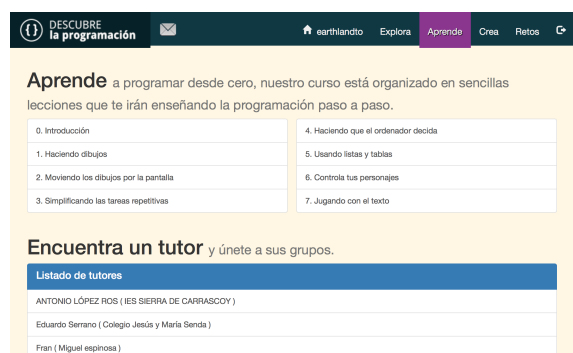 {} DESCUBRE
la programación
earthlandto Explora Aprende Crea Retos
Aprende a programar desde cero, nuestro curso está organizado en sencillas
lecciones que te irán enseñando la programación paso a paso.
0. Introducción
1. Haciendo dibujos
2. Moviendo los dibujos por la pantalla
3. Simplificando las tareas repetitivas
4. Haciendo que el ordenador decida
5. Usando listas y tablas
6. Controla tus personajes
7. Jugando con el texto
Encuentra un tutor y únete a sus grupos.
Listado de tutores
ANTONIO LÓPEZ ROS ( IES SIERRA DE CARRASCOY )
Eduardo Serrano ( Colegio Jesús y María Senda )
Fran ( Miguel espinosa )